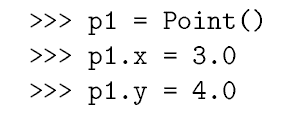 >>> p1 = Point()
>>> p1.x = 3.0
>>> p1.y = 4.0